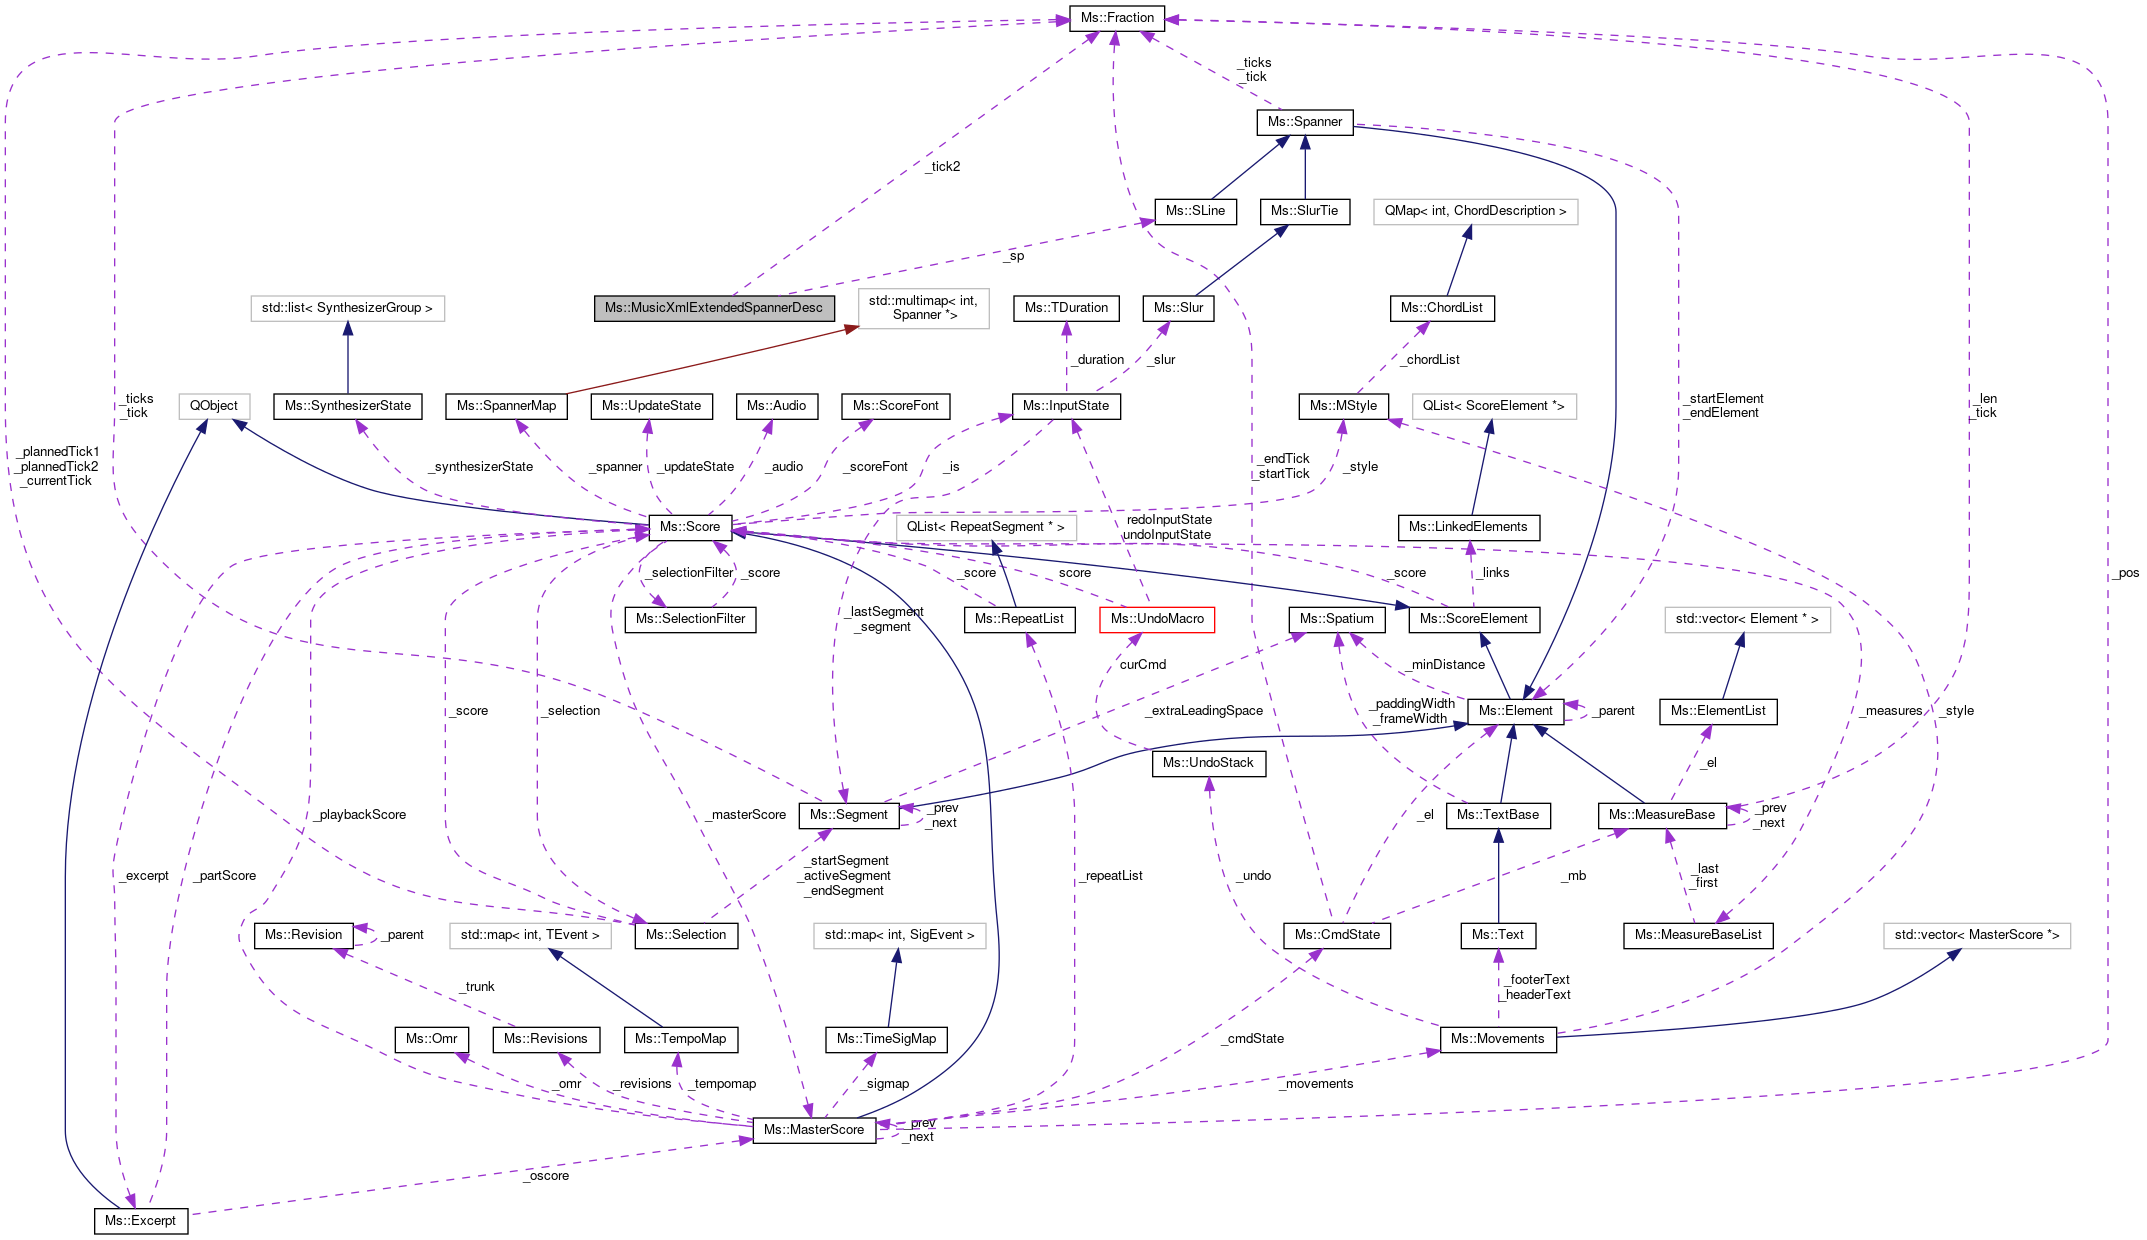 Ms::Fraction
_ticks
_tick
Ms::Spanner
_tick2
Ms::SLine
Ms::SlurTie
QMap< int, ChordDescription >
_sp
std::list< SynthesizerGroup >
Ms::MusicXmlExtendedSpannerDesc
std::multimap< int,
Spanner *>
Ms::TDuration
Ms::Slur
Ms::ChordList
_duration
_slur
_chordList
_ticks
_tick
QObject
Ms::SynthesizerState
Ms::SpannerMap
Ms::UpdateState
Ms::Audio
Ms::ScoreFont
Ms::InputState
Ms::MStyle
QList< ScoreElement *>
_startElement
_endElement
_len
_tick
_plannedTick1
_plannedTick2
_currentTick
_synthesizerState
_spanner
_updateState
_audio
_scoreFont
_is
_endTick
_startTick
_style
Ms::Score
QList< RepeatSegment * >
redoInputState
undoInputState
Ms::LinkedElements
_selectionFilter
_score
_score
score
_score
_links
_pos
Ms::SelectionFilter
_lastSegment
_segment
Ms::RepeatList
Ms::UndoMacro
Ms::Spatium
Ms::ScoreElement
std::vector< Element * >
curCmd
_minDistance
_score
_selection
_extraLeadingSpace
_paddingWidth
_frameWidth
Ms::Element
_parent
Ms::ElementList
_measures
_style
Ms::UndoStack
_el
_playbackScore
_masterScore
Ms::Segment
_prev
_next
_el
Ms::TextBase
Ms::MeasureBase
_prev
_next
_excerpt
_partScore
_startSegment
_activeSegment
_endSegment
_repeatList
_undo
_mb
_last
_first
Ms::Revision
_parent
std::map< int, TEvent >
Ms::Selection
std::map< int, SigEvent >
Ms::CmdState
Ms::Text
Ms::MeasureBaseList
std::vector< MasterScore *>
_trunk
_footerText
_headerText
Ms::Omr
Ms::Revisions
Ms::TempoMap
Ms::TimeSigMap
_cmdState
Ms::Movements
_omr
_revisions
_tempomap
_sigmap
_movements
Ms::MasterScore
_prev
_next
_oscore
Ms::Excerpt